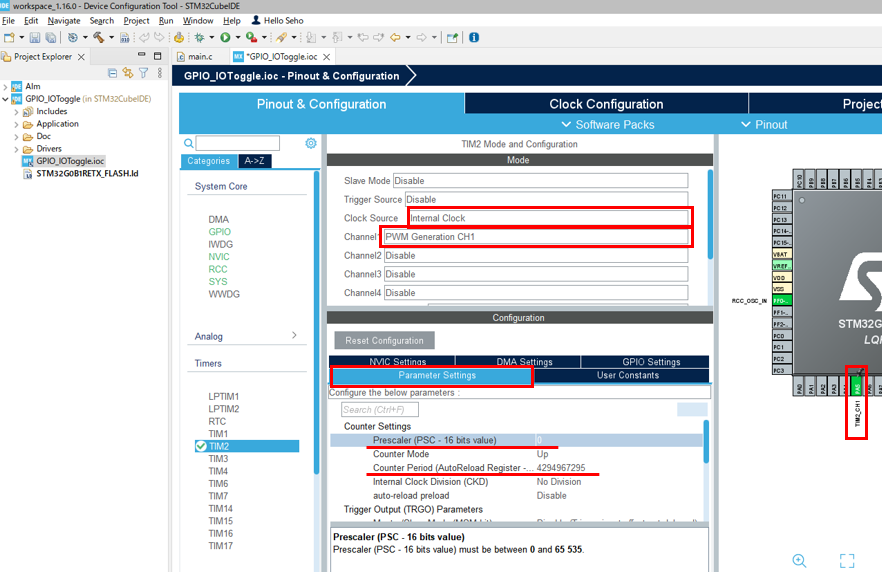 workspace_1.16.0 - Device Configuration Tool - STM32CubeIDE
File Edit Navigate Search Project Run Window Help Hello Seho
Project Explorer
main.c
*GPIO_IOToggle.ioc
GPIO_IOToggle.ioc - Pinout & Configuration
Alm
GPIO_IOToggle (in STM32CubeIDE)
Includes
Application
Doc
Drivers
GPIO_IOToggle.ioc
STM32G0B1RETX_FLASH.ld
Pinout & Configuration
Clock Configuration
Project
Software Packs
Pinout
Categories
A->Z
System Core
DMA
GPIO
IWDG
NVIC
RCC
SYS
WWDG
Analog
Timers
LPTIM1
LPTIM2
RTC
TIM1
TIM2
TIM3
TIM4
TIM6
TIM7
TIM14
TIM15
TIM16
TIM17
TIM2 Mode and Configuration
Mode
Slave Mode Disable
Trigger Source Disable
Clock Source Internal Clock
Channel1 PWM Generation CH1
Channel2 Disable
Channel3 Disable
Channel4 Disable
Configuration
Reset Configuration
NVIC Settings
DMA Settings
GPIO Settings
Parameter Settings
User Constants
Configure the below parameters :
Search (Ctrl+F)
Counter Settings
Prescaler (PSC - 16 bits value) 0
Counter Mode Up
Counter Period (AutoReload Register -... 4294967295
Internal Clock Division (CKD) No Division
auto-reload preload Disable
Trigger Output (TRGO) Parameters
Prescaler (PSC - 16 bits value)
Prescaler (PSC - 16 bits value) must be between 0 and 65 535.
PC10
PC11
PC12
PC13
PC14-..
PC15-..
VBAT
VREF..
VDD
VSS
RCC_OSC_IN
PF0-..
PF1-..
PF2-..
PC0
PC1
PC2
PC3
PA0
PA1
PA2
PA3
PA4
PA5
TIM2_CH1
STM32G
LQ